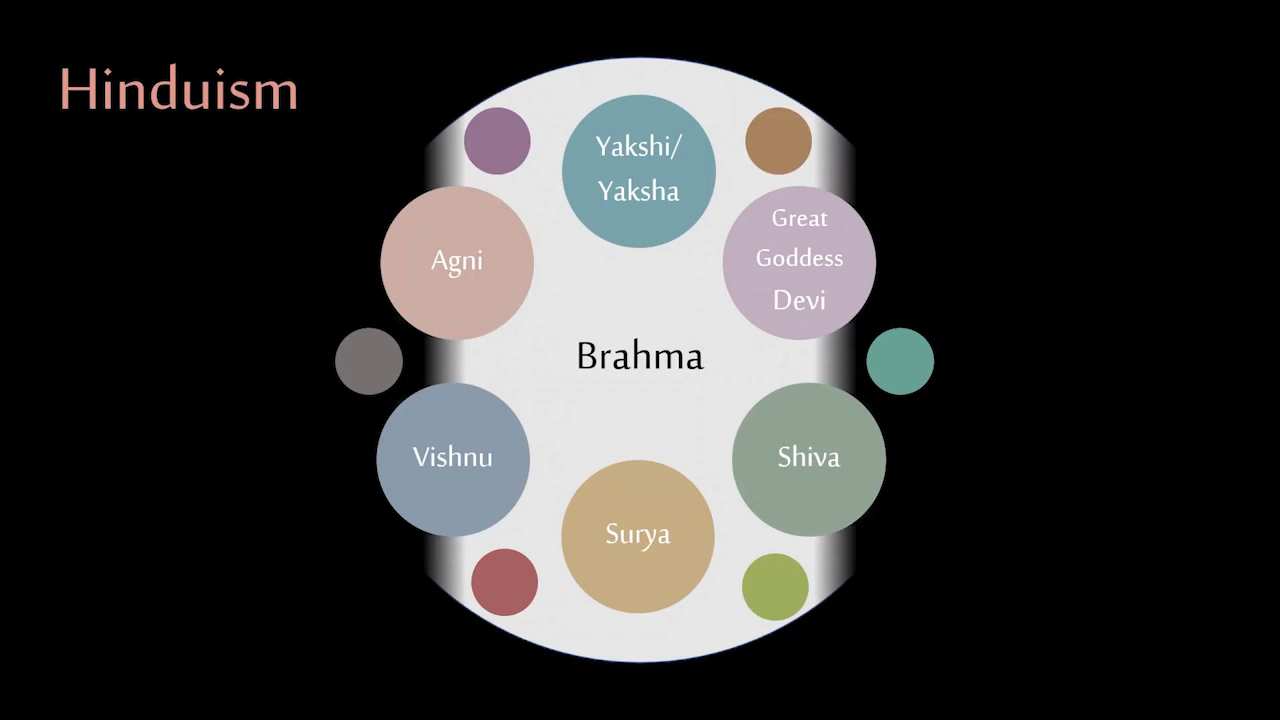 Hinduism
Yakshi/
Yaksha
Agni
Great
Goddess
Devi
Brahma
Vishnu
Shiva
Surya